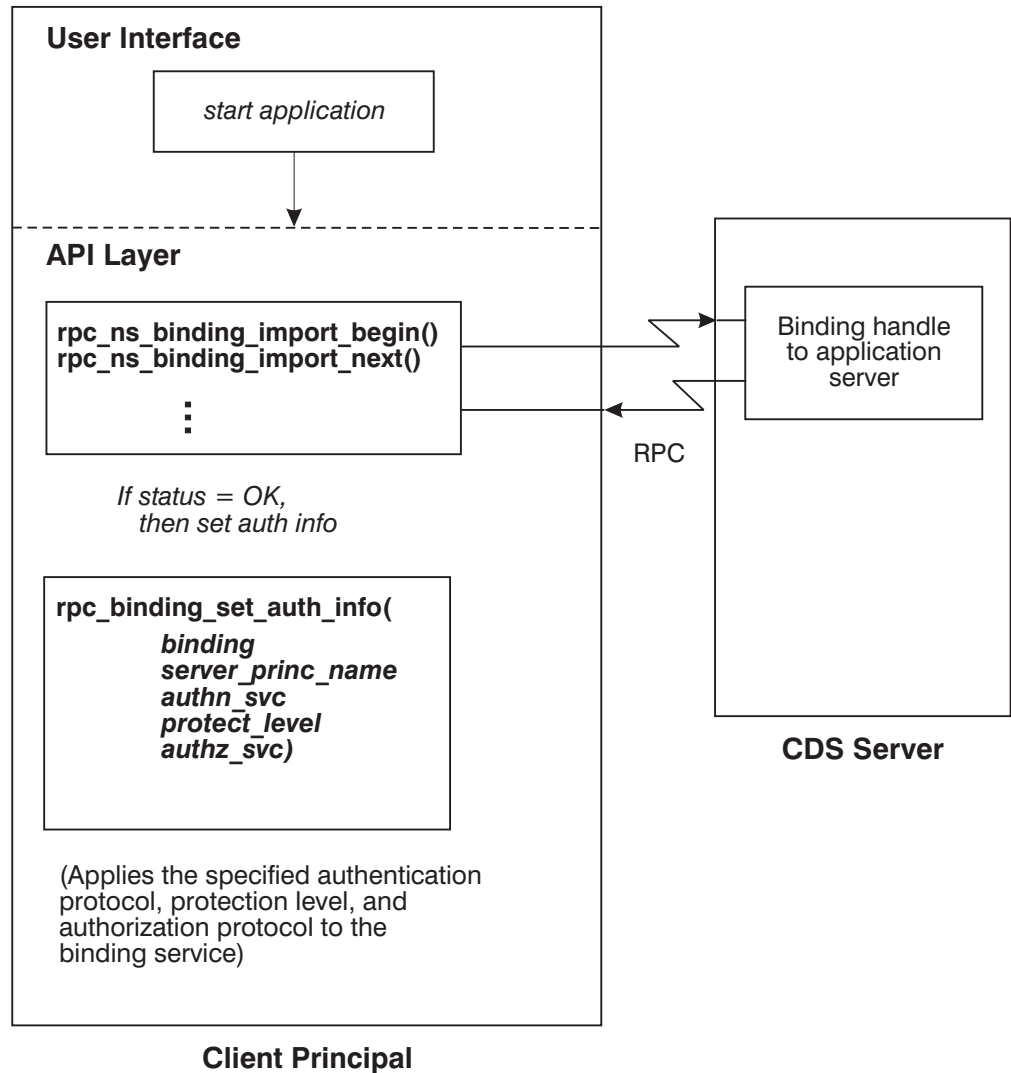 User Interface
start application
API Layer
rpc_ns_binding_import_begin()
rpc_ns_binding_import_next()
Binding handle
to application
server
RPC
If status = OK,
then set auth info
rpc_binding_set_auth_info(
binding
server_princ_name
authn_svc
protect_level
authz_svc)
CDS Server
(Applies the specified authentication
protocol, protection level, and
authorization protocol to the
binding service)
Client Principal